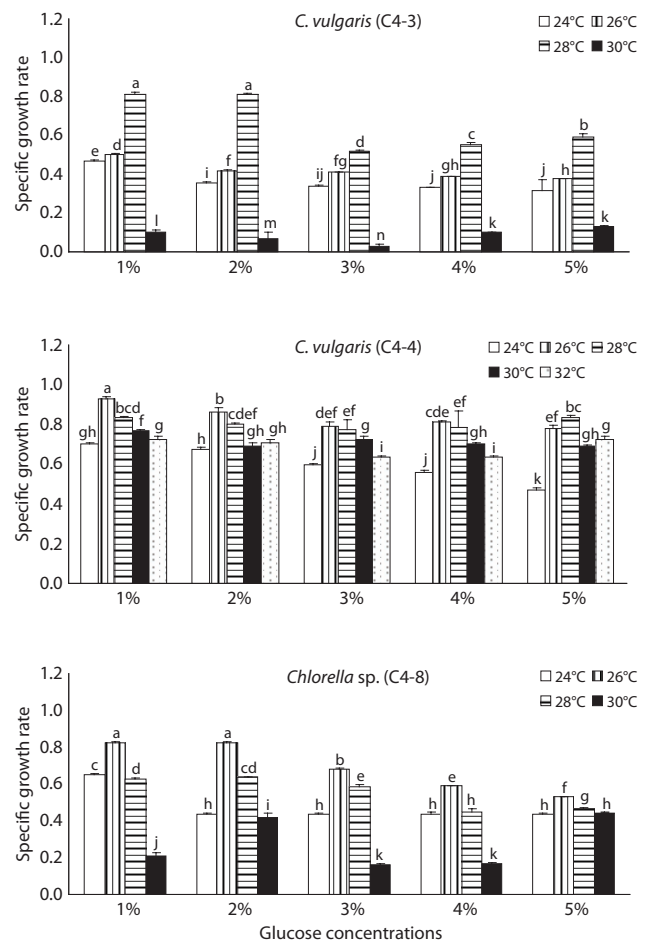 C. vulgaris (C4-3)
24°C 26°C
28°C 30°C
Specific growth rate
1.2
1.0
0.8
0.6
0.4
0.2
0.0
e d a l
i f a m
ij fg d n
j gh c k
j h b k
1% 2% 3% 4% 5%
C. vulgaris (C4-4)
24°C 26°C 28°C
30°C 32°C
Specific growth rate
1.2
1.0
0.8
0.6
0.4
0.2
0.0
gh a bcd f g
h b cdef gh gh
j def ef g i
j cde ef gh i
k ef bc gh g
1% 2% 3% 4% 5%
Chlorella sp. (C4-8)
24°C 26°C
28°C 30°C
Specific growth rate
1.2
1.0
0.8
0.6
0.4
0.2
0.0
c a d j
h a cd i
h b e k
h e h k
h f g h
1% 2% 3% 4% 5%
Glucose concentrations